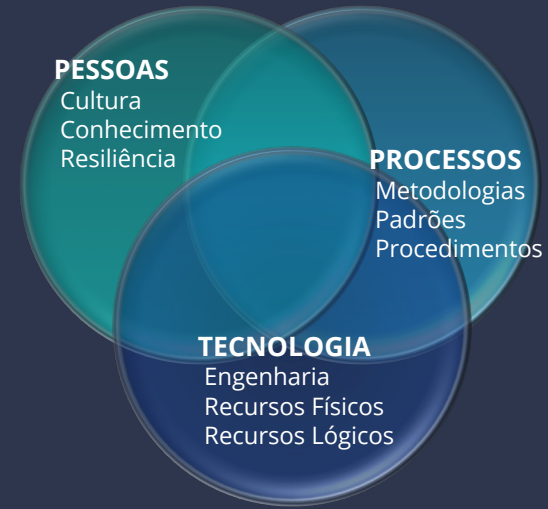 PESSOAS
Cultura
Conhecimento
Resiliência
PROCESSOS
Metodologias
Padrões
Procedimentos
TECNOLOGIA
Engenharia
Recursos Físicos
Recursos Lógicos